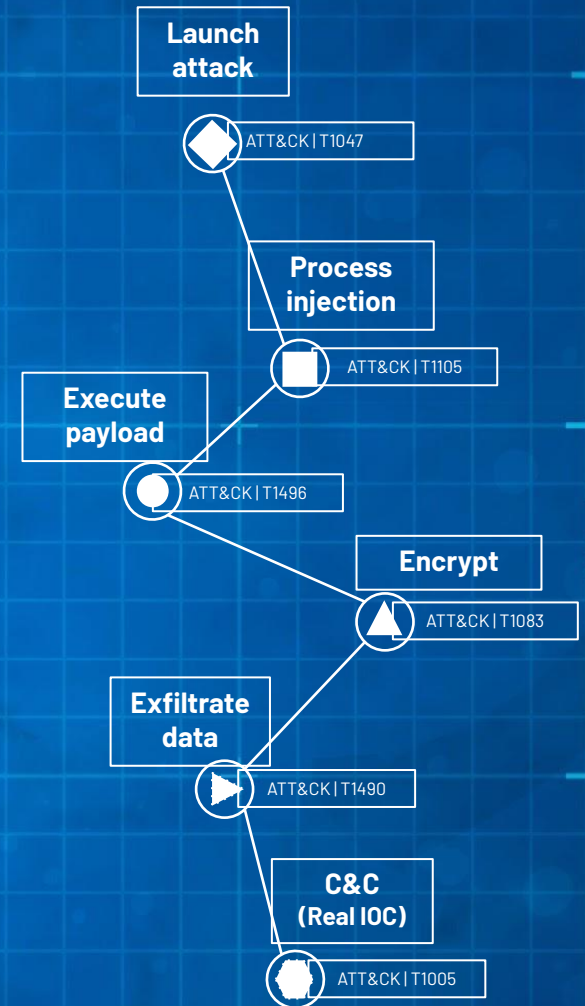 Launch
attack
ATT&CK | T1047
Process
injection
ATT&CK | T1105
Execute
payload
ATT&CK | T1496
Encrypt
ATT&CK | T1083
Exfiltrate
data
ATT&CK | T1490
C&C
(Real IOC)
ATT&CK | T1005